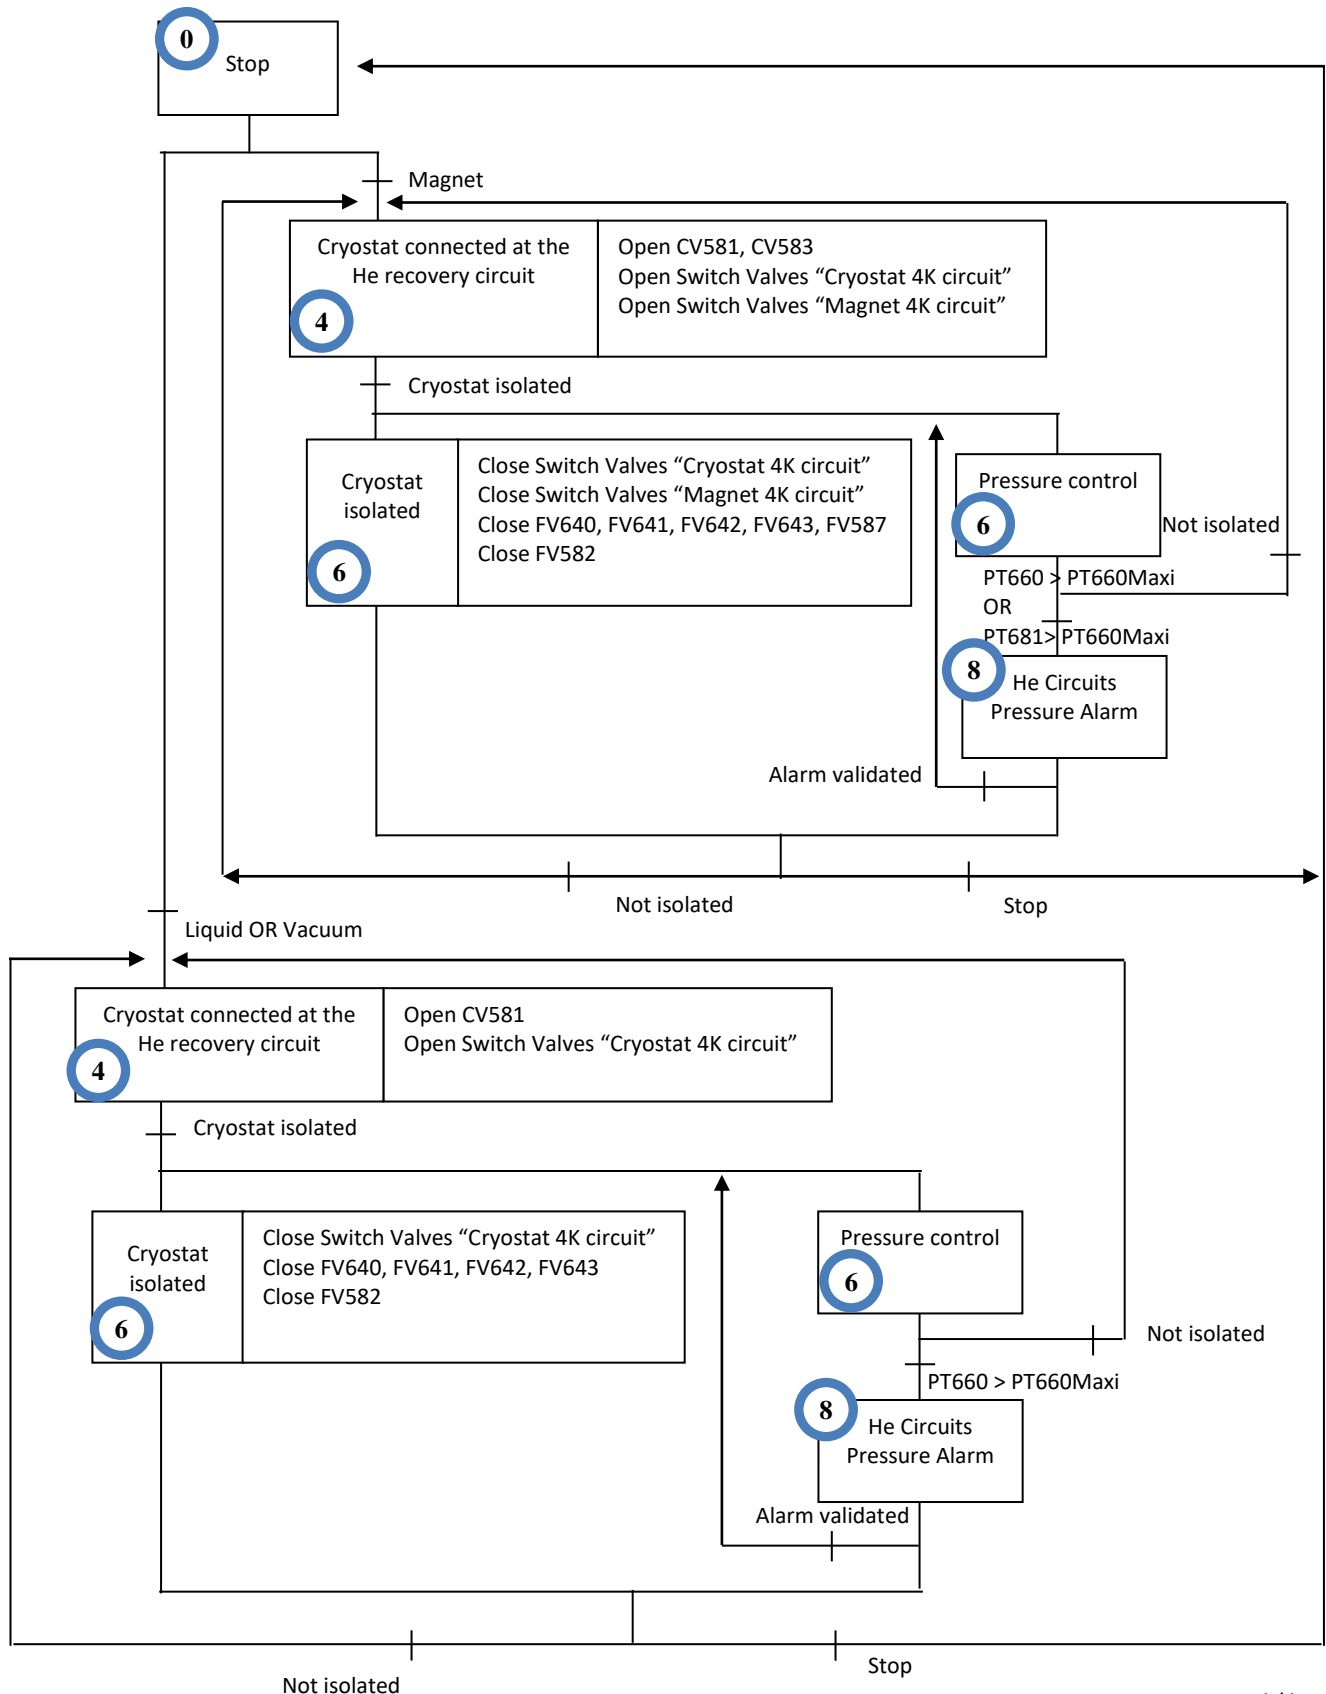 0
Stop
Magnet
Cryostat connected at the
He recovery circuit
4
Open CV581, CV583
Open Switch Valves “Cryostat 4K circuit”
Open Switch Valves “Magnet 4K circuit”
Cryostat isolated
Cryostat
isolated
6
Close Switch Valves “Cryostat 4K circuit”
Close Switch Valves “Magnet 4K circuit”
Close FV640, FV641, FV642, FV643, FV587
Close FV582
Pressure control
6
Not isolated
PT660 > PT660Maxi
OR
PT681> PT660Maxi
8
He Circuits
Pressure Alarm
Alarm validated
Not isolated
Stop
Liquid OR Vacuum
Cryostat connected at the
He recovery circuit
4
Open CV581
Open Switch Valves “Cryostat 4K circuit”
Cryostat isolated
Cryostat
isolated
6
Close Switch Valves “Cryostat 4K circuit”
Close FV640, FV641, FV642, FV643
Close FV582
Pressure control
6
Not isolated
PT660 > PT660Maxi
8
He Circuits
Pressure Alarm
Alarm validated
Stop
Not isolated